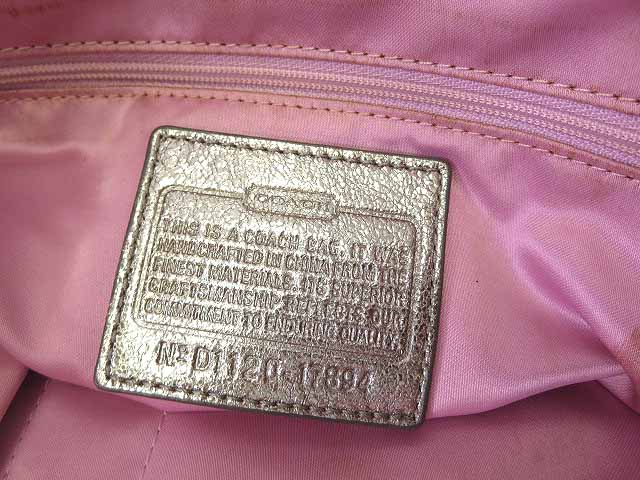 COACH
THIS IS A COACH BAG. IT WAS
HANDCRAFTED IN CHINA FROM THE
FINEST MATERIALS. ITS SUPERIOR
CRAFTSMANSHIP REFLECTS OUR
COMMITMENT TO ENDURING QUALITY.
Nº D1120-17894